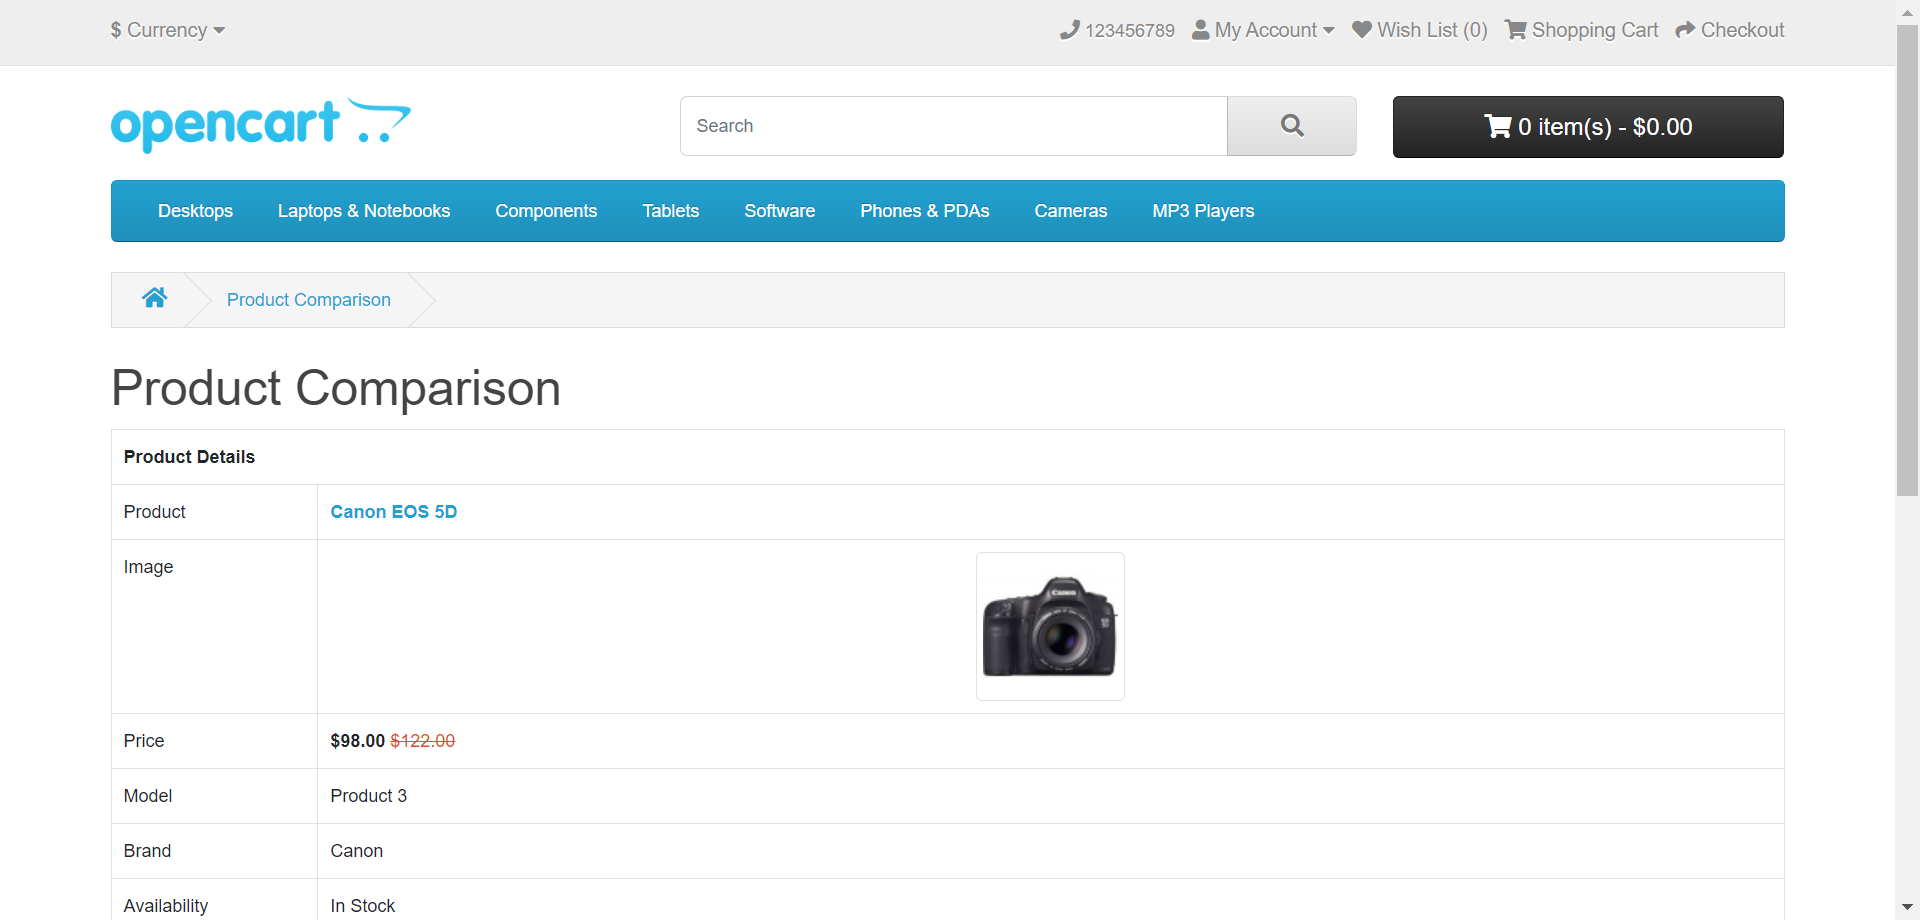 $ Currency
123456789 My Account Wish List (0) Shopping Cart Checkout
opencart
Search
0 item(s) - $0.00
Desktops Laptops & Notebooks Components Tablets Software Phones & PDAs Cameras MP3 Players
Product Comparison
Product Comparison
Product Details
Product Canon EOS 5D
Image
Canon
Price $98.00 $122.00
Model Product 3
Brand Canon
Availability In Stock